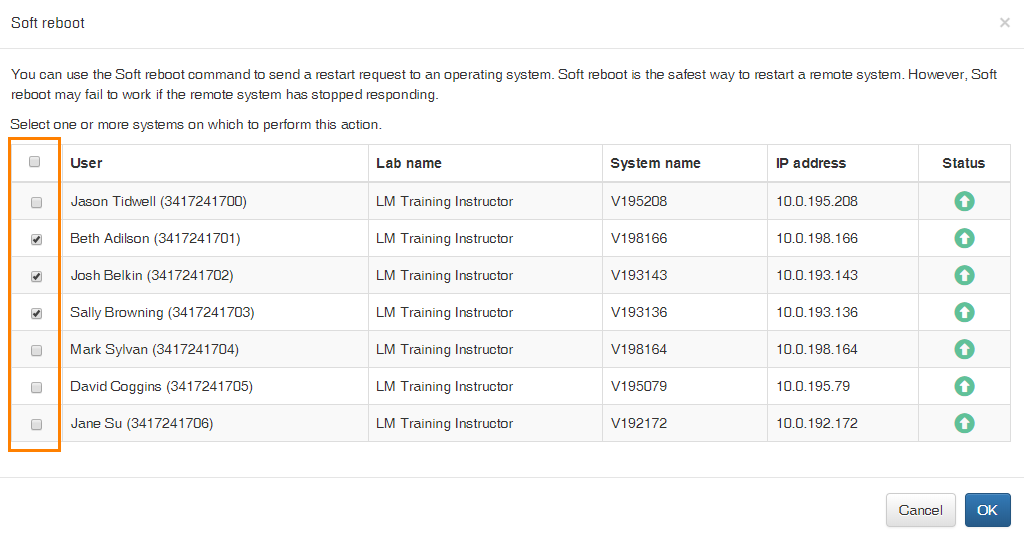 Soft reboot
×
You can use the Soft reboot command to send a restart request to an operating system. Soft reboot is the safest way to restart a remote system. However, Soft
reboot may fail to work if the remote system has stopped responding.
Select one or more systems on which to perform this action.
User Lab name System name IP address Status
Jason Tidwell (3417241700) LM Training Instructor V195208 10.0.195.208
Beth Adilson (3417241701) LM Training Instructor V198166 10.0.198.166
Josh Belkin (3417241702) LM Training Instructor V193143 10.0.193.143
Sally Browning (3417241703) LM Training Instructor V193136 10.0.193.136
Mark Sylvan (3417241704) LM Training Instructor V198164 10.0.198.164
David Coggins (3417241705) LM Training Instructor V195079 10.0.195.79
Jane Su (3417241706) LM Training Instructor V192172 10.0.192.172
Cancel OK